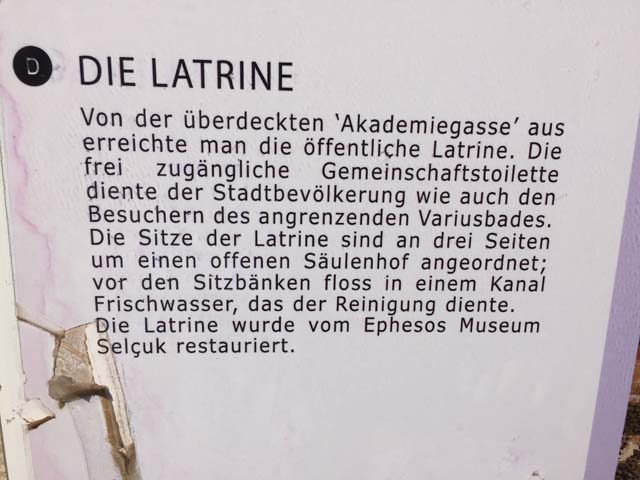 D
DIE LATRINE
Von der überdeckten ‘Akademiegasse’ aus
erreichte man die öffentliche Latrine. Die
frei zugängliche Gemeinschaftstoilette
diente der Stadtbevölkerung wie auch den
Besuchern des angrenzenden Variusbades.
Die Sitze der Latrine sind an drei Seiten
um einen offenen Säulenhof angeordnet;
vor den Sitzbänken floss in einem Kanal
Frischwasser, das der Reinigung diente.
Die Latrine wurde vom Ephesos Museum
Selçuk restauriert.